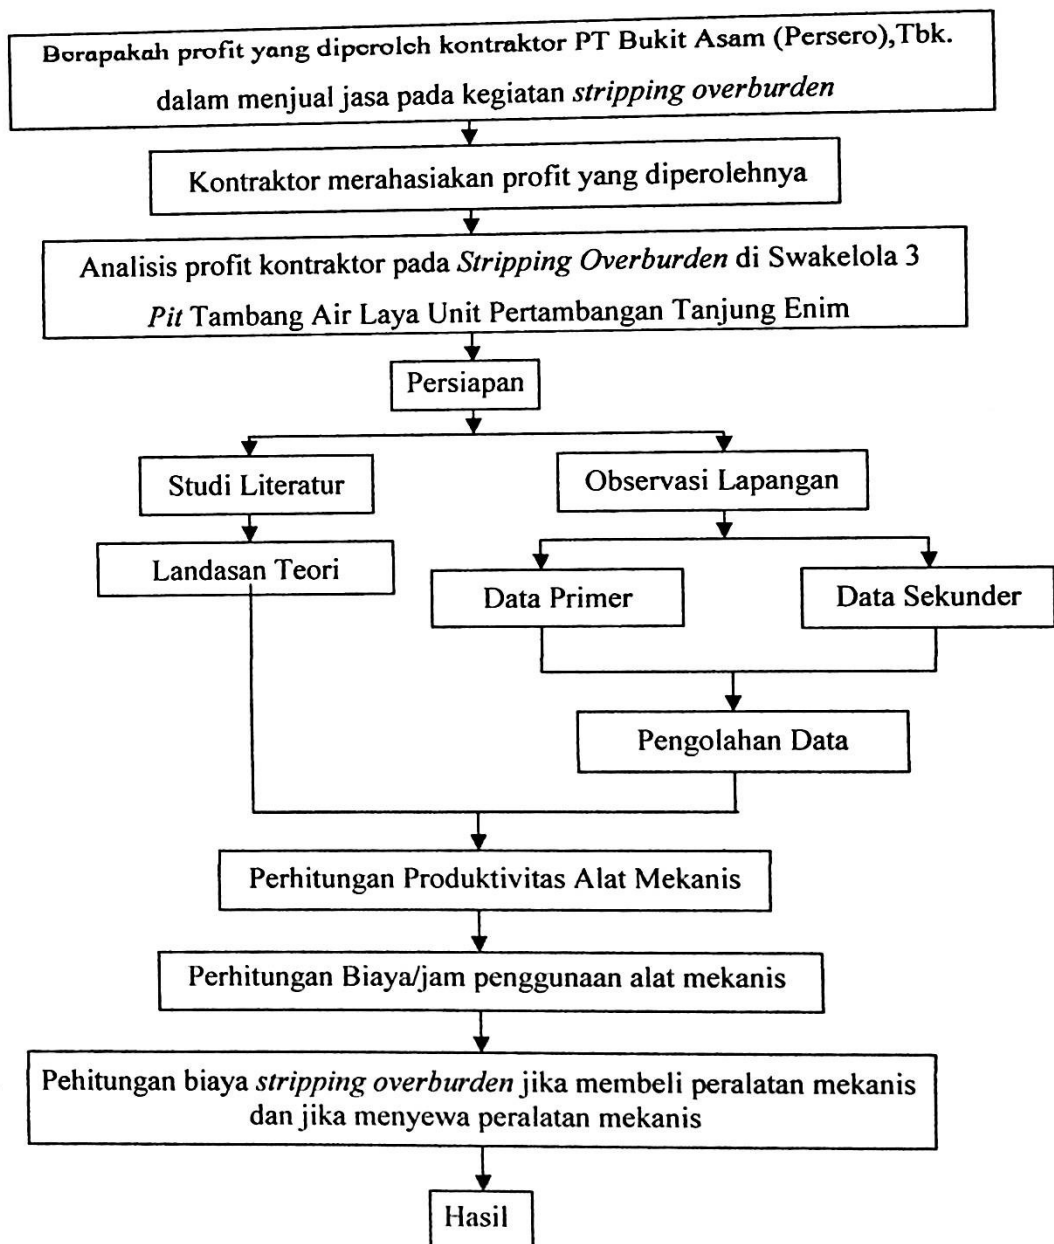 Berapakah profit yang diperoleh kontraktor PT Bukit Asam (Persero),Tbk.
dalam menjual jasa pada kegiatan stripping overburden
Kontraktor merahasiakan profit yang diperolehnya
Analisis profit kontraktor pada Stripping Overburden di Swakelola 3
Pit Tambang Air Laya Unit Pertambangan Tanjung Enim
Persiapan
Studi Literatur
Observasi Lapangan
Landasan Teori
Data Primer
Data Sekunder
Pengolahan Data
Perhitungan Produktivitas Alat Mekanis
Perhitungan Biaya/jam penggunaan alat mekanis
Pehitungan biaya stripping overburden jika membeli peralatan mekanis
dan jika menyewa peralatan mekanis
Hasil